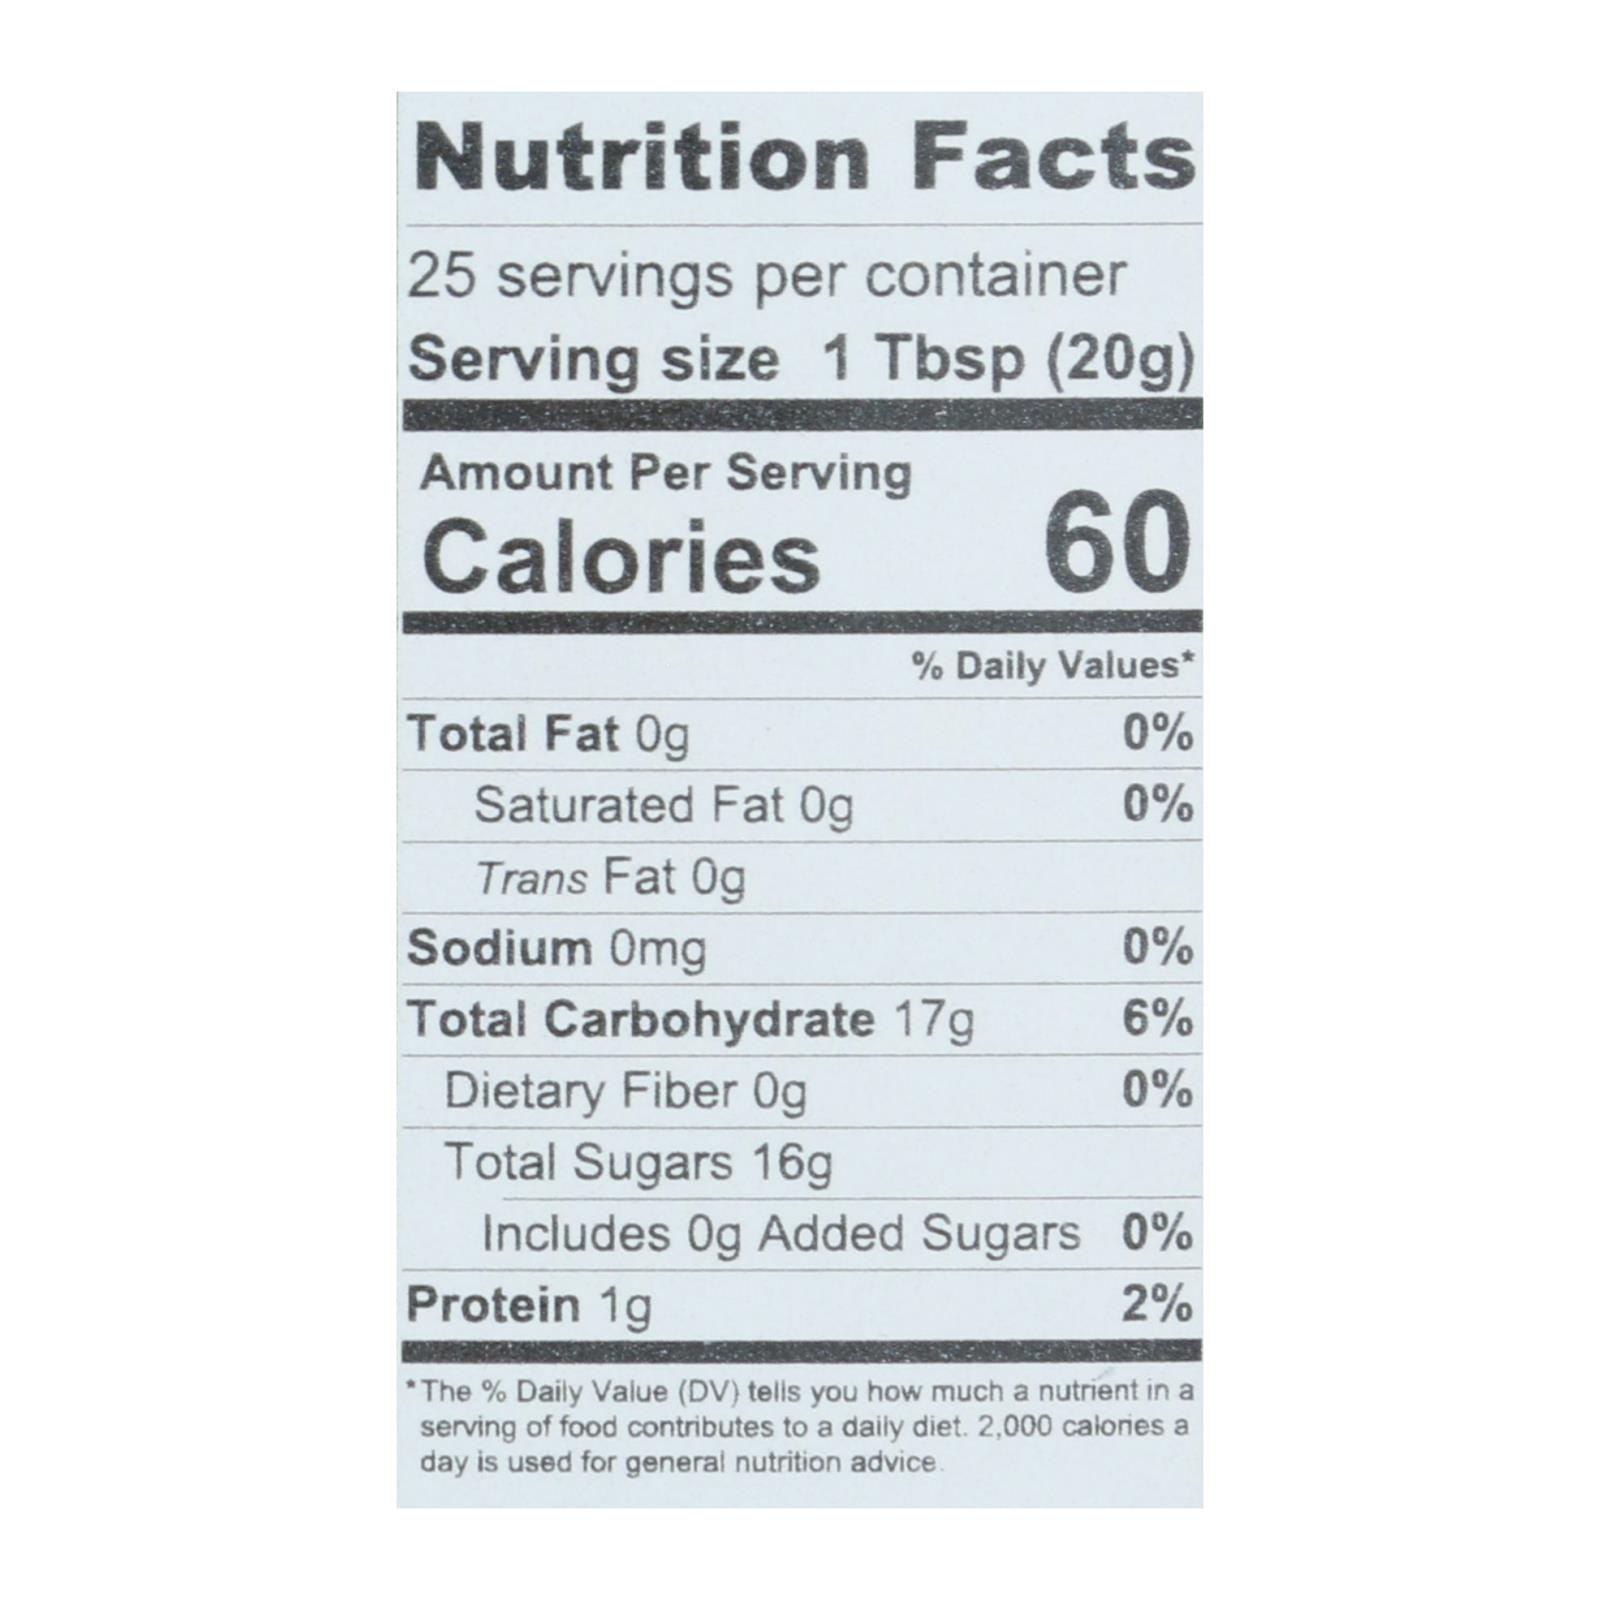 Nutrition Facts
25 servings per container
Serving size 1 Tbsp (20g)
Amount Per Serving
Calories 60
% Daily Values*
Total Fat 0g 0%
Saturated Fat 0g 0%
Trans Fat 0g
Sodium 0mg 0%
Total Carbohydrate 17g 6%
Dietary Fiber 0g 0%
Total Sugars 16g
Includes 0g Added Sugars 0%
Protein 1g 2%
*The % Daily Value (DV) tells you how much a nutrient in a
serving of food contributes to a daily diet. 2,000 calories a
day is used for general nutrition advice.